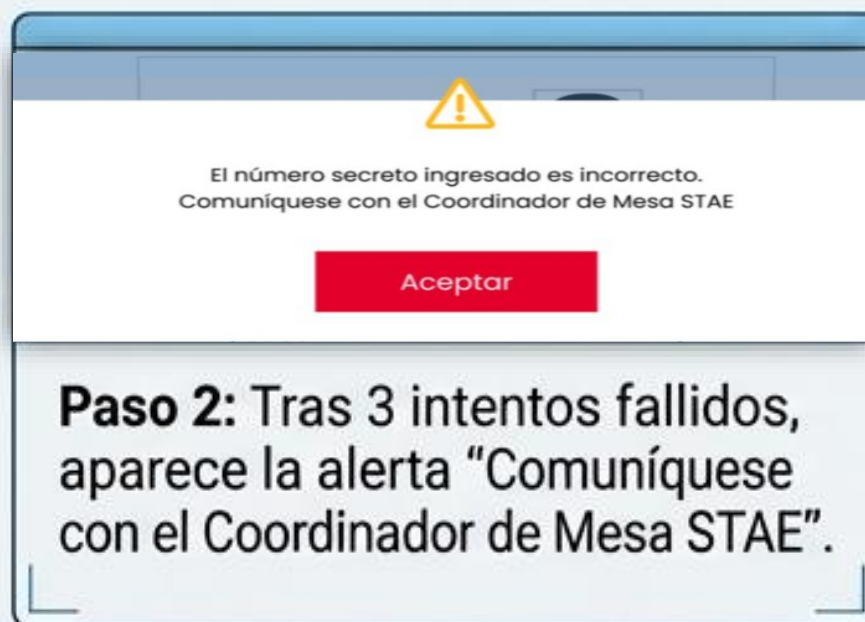 El número secreto ingresado es incorrecto.
Comuníquese con el Coordinador de Mesa STAE
Aceptar
Paso 2: Tras 3 intentos fallidos,
aparece la alerta “Comuníquese
con el Coordinador de Mesa STAE”.